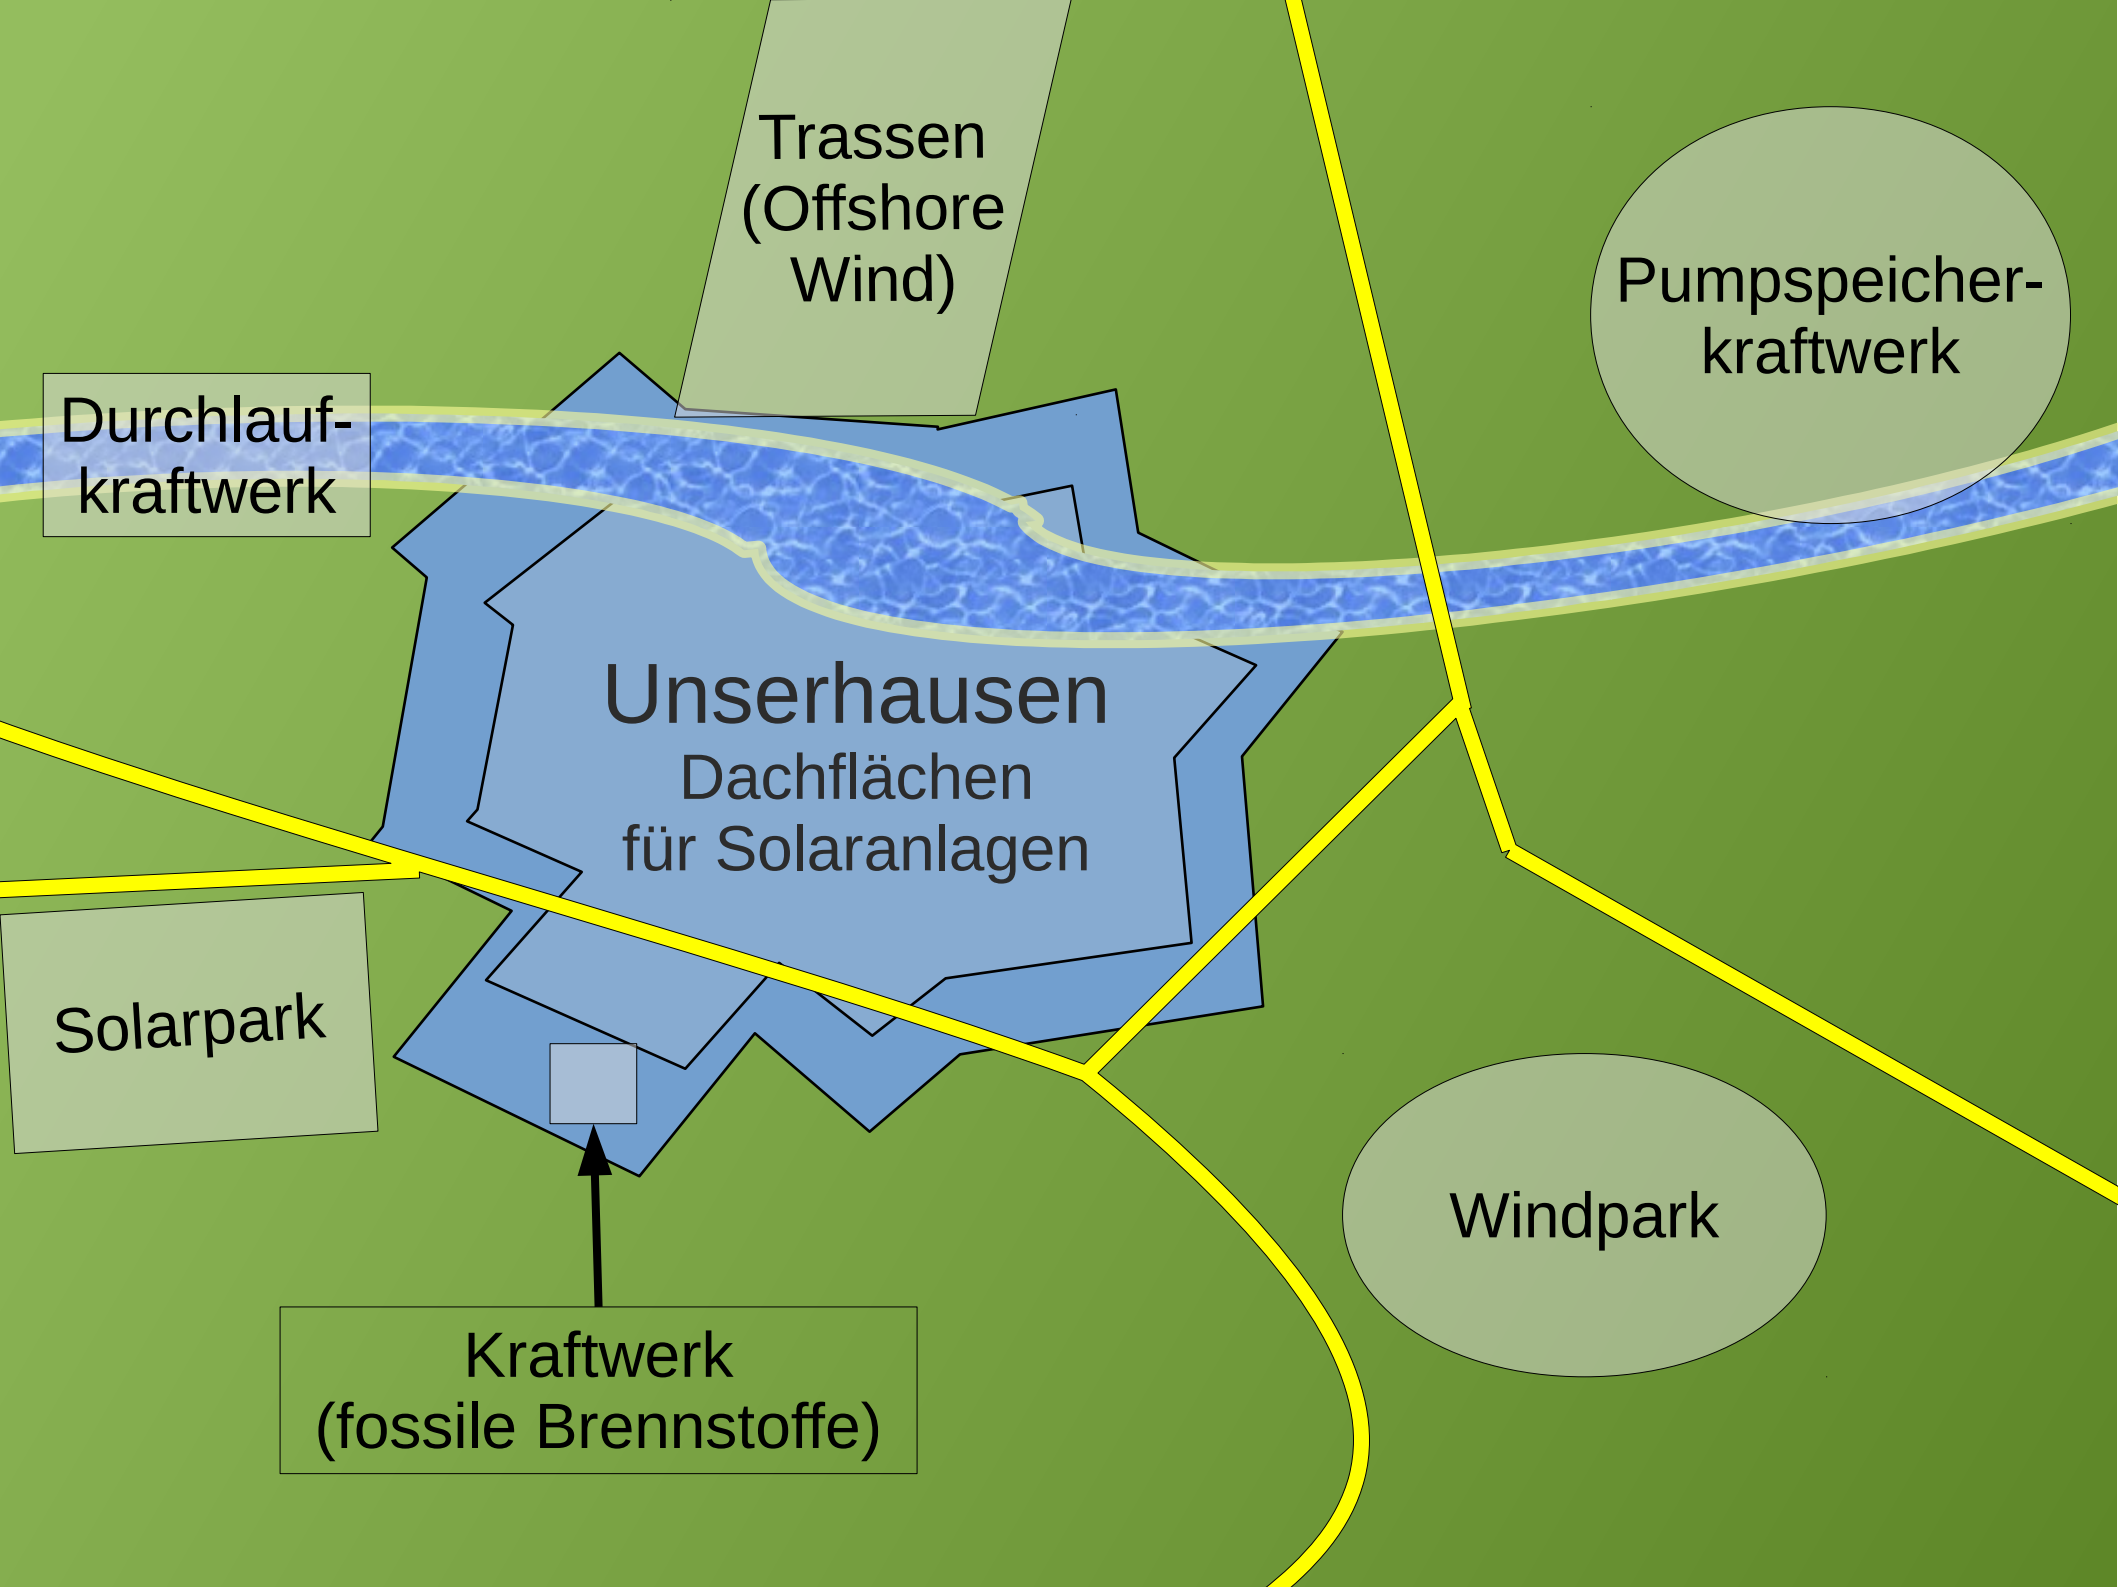 Trassen
(Offshore
Wind)
Pumpspeicher-
kraftwerk
Durchlauf-
kraftwerk
Unserhausen
Dachflächen
für Solaranlagen
Solarpark
Windpark
Kraftwerk
(fossile Brennstoffe)